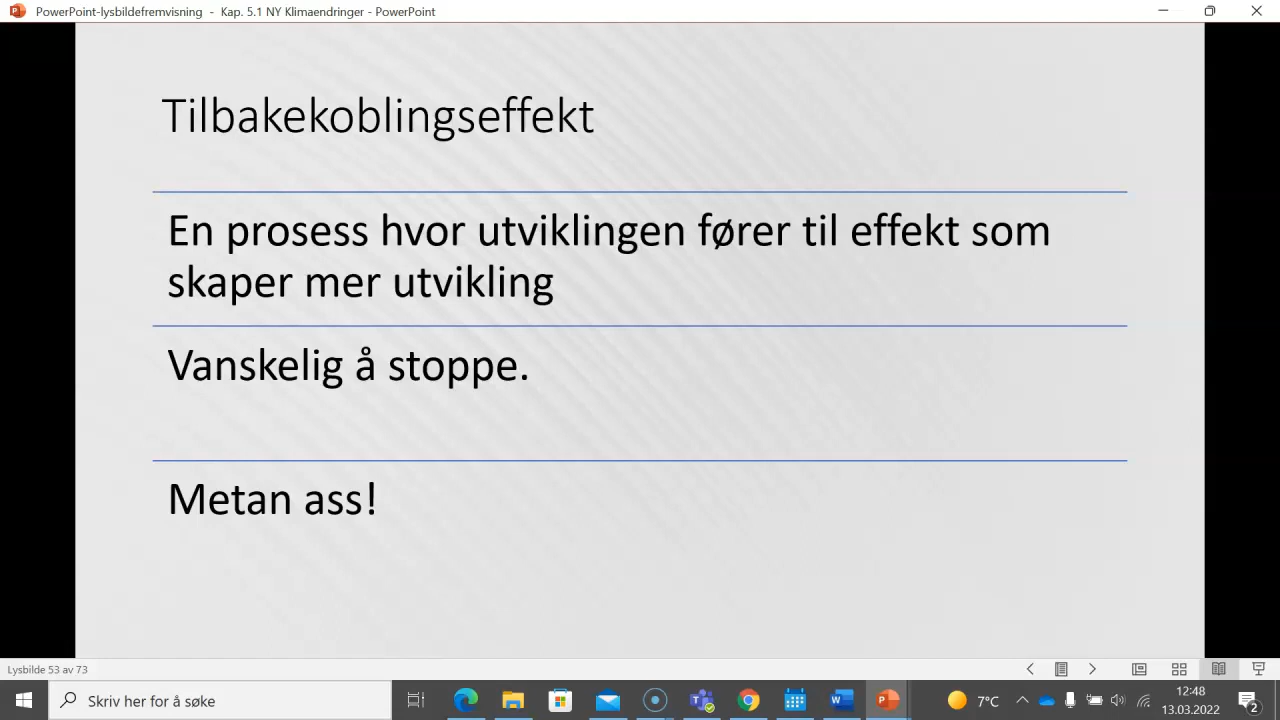 PowerPoint-lysbildefremvisning - Kap. 5.1 NY Klimaendringer - PowerPoint
Tilbakekoblingseffekt
En prosess hvor utviklingen fører til effekt som
skaper mer utvikling
Vanskelig å stoppe.
Metan ass!
Lysbilde 53 av 73
Skriv her for å søke
7°C
12:48
13.03.2022
2